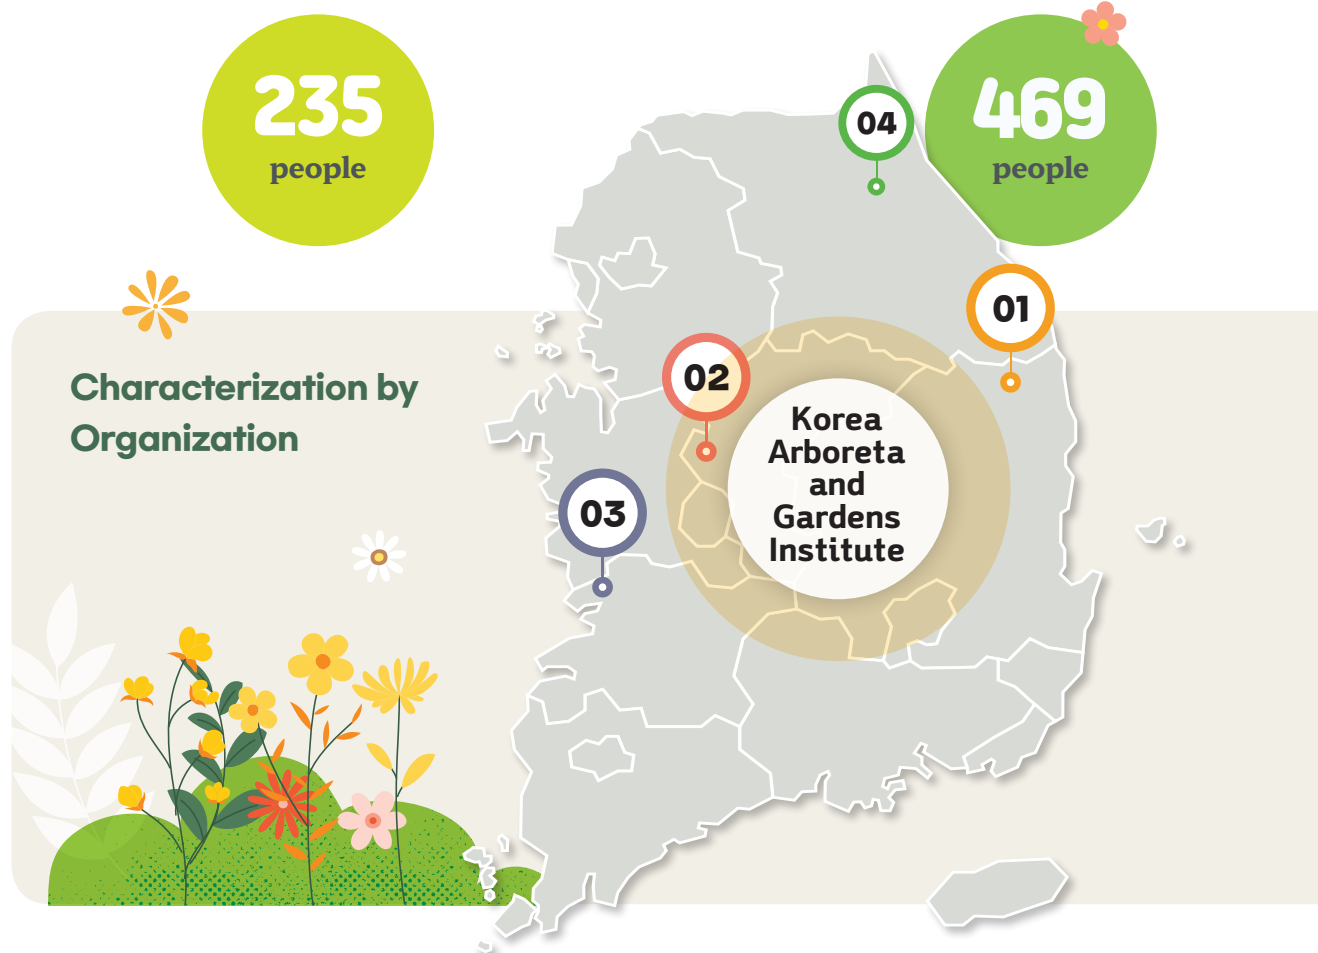 235
people
469
people
04
01
02
03
Characterization by
Organization
Korea
Arboreta
and
Gardens
Institute